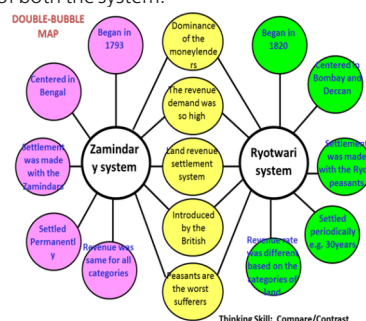 of both the system.
DOUBLE-BUBBLE
MAP
Began in
1793
Dominance
of the
moneylende
rs
Began in
1820
Centered in
Bengal
The revenue
demand was
so high
Centered in
Bombay and
Deccan
Settlement
was made
with the
Zamindars
Zamindar
y system
Land revenue
settlement
system
Ryotwari
system
Settlement
was made
with the Ryo
peasants
Settled
Permanentl
y
Introduced
by the
British
Settled
periodically
e.g. 30years
Revenue was
same for all
categories
Peasants are
the worst
sufferers
Revenue rate
was different
based on the
categories of
land
Thinking Skill: Compare/Contrast